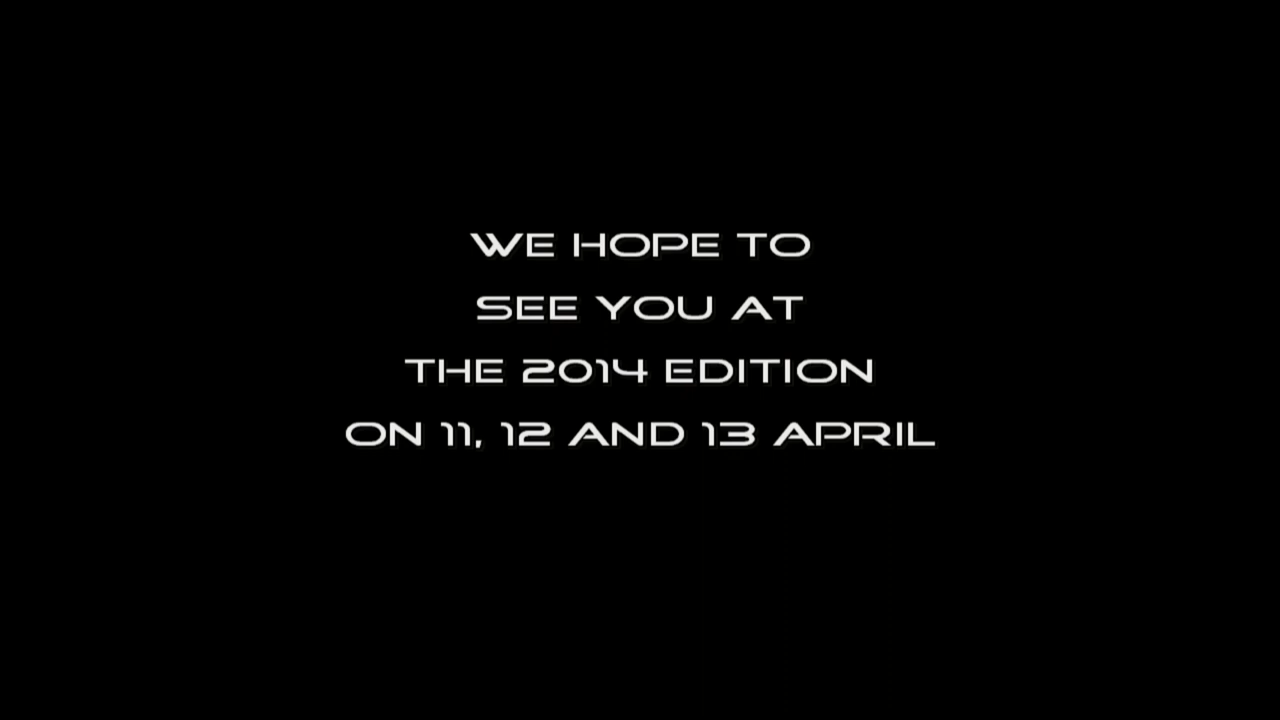 WE HOPE TO
SEE YOU AT
THE 2014 EDITION
ON 11, 12 AND 13 APRIL